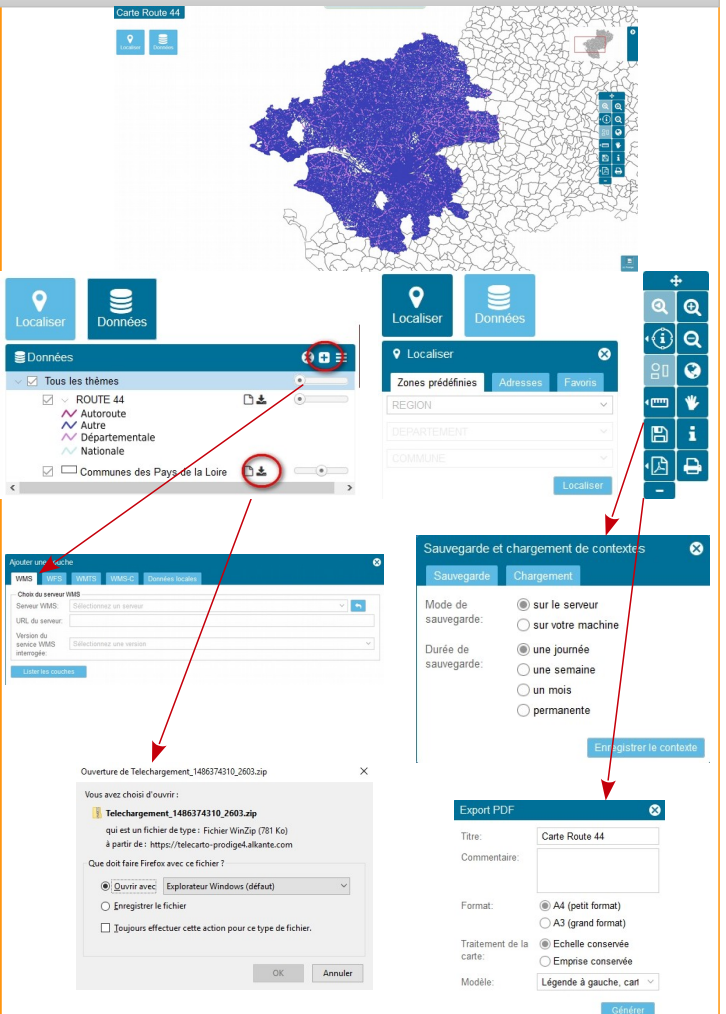 Carte Route 44
Localiser
Données
Localiser
Données
Données
Tous les thèmes
ROUTE 44
Autoroute
Autre
Départementale
Nationale
Communes des Pays de la Loire
Localiser
Données
Localiser
Zones prédéfinies
Adresses
Favoris
REGION
DEPARTEMENT
COMMUNE
Localiser
Ajouter une couche
WMS
WFS
WMTS
WMS-C
Données locales
Choix du serveur WMS
Serveur WMS:
Sélectionnez un serveur
URL du serveur:
Version du
service WMS
interrogée:
Sélectionnez une version
Lister les couches
Sauvegarde et chargement de contextes
Sauvegarde
Chargement
Mode de
sauvegarde:
sur le serveur
sur votre machine
Durée de
sauvegarde:
une journée
une semaine
un mois
permanente
Enregistrer le contexte
Ouverture de Telechargement_1486374310_2603.zip
Vous avez choisi d'ouvrir :
Telechargement_1486374310_2603.zip
qui est un fichier de type : Fichier WinZip (781 Ko)
à partir de : https://telecarto-prodige4.alkante.com
Que doit faire Firefox avec ce fichier ?
Ouvrir avec
Explorateur Windows (défaut)
Enregistrer le fichier
Toujours effectuer cette action pour ce type de fichier.
OK
Annuler
Export PDF
Titre:
Carte Route 44
Commentaire:
Format:
A4 (petit format)
A3 (grand format)
Traitement de la
carte:
Echelle conservée
Emprise conservée
Modèle:
Légende à gauche, cart
Générer